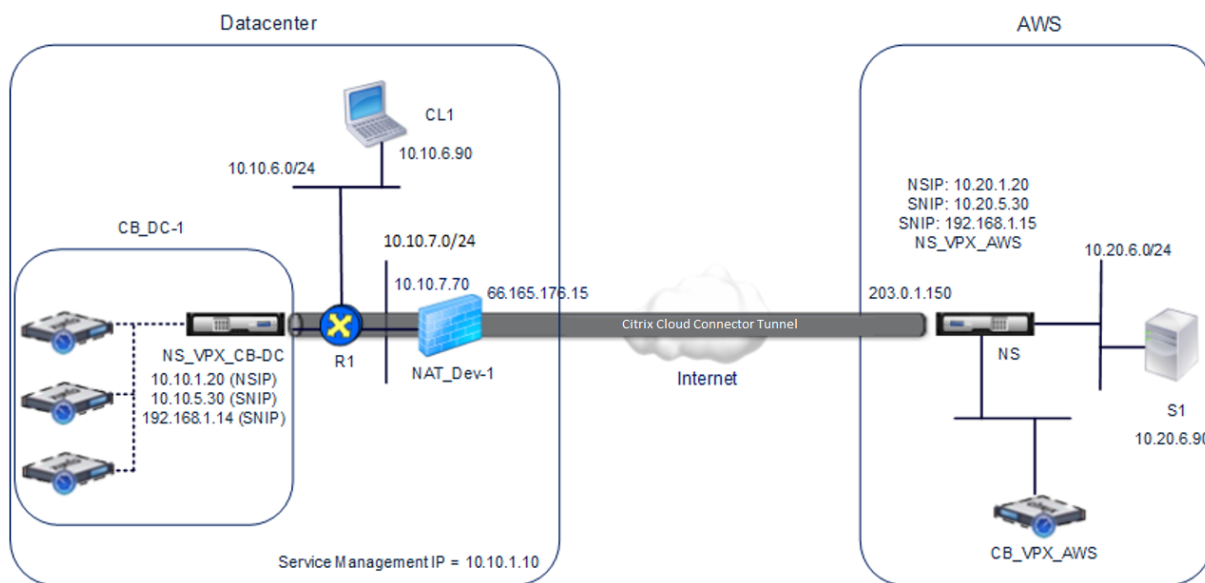 Datacenter
AWS
CL1
10.10.6.90
10.10.6.0/24
NSIP: 10.20.1.20
SNIP: 10.20.5.30
SNIP: 192.168.1.15
NS_VPX_AWS
CB_DC-1
10.10.7.0/24
10.20.6.0/24
10.10.7.70
66.165.176.15
203.0.1.150
Citrix Cloud Connector Tunnel
NS_VPX_CB-DC
10.10.1.20 (NSIP)
10.10.5.30 (SNIP)
192.168.1.14 (SNIP)
R1
NAT_Dev-1
Internet
NS
S1
10.20.6.90
CB_VPX_AWS
Service Management IP = 10.10.1.10